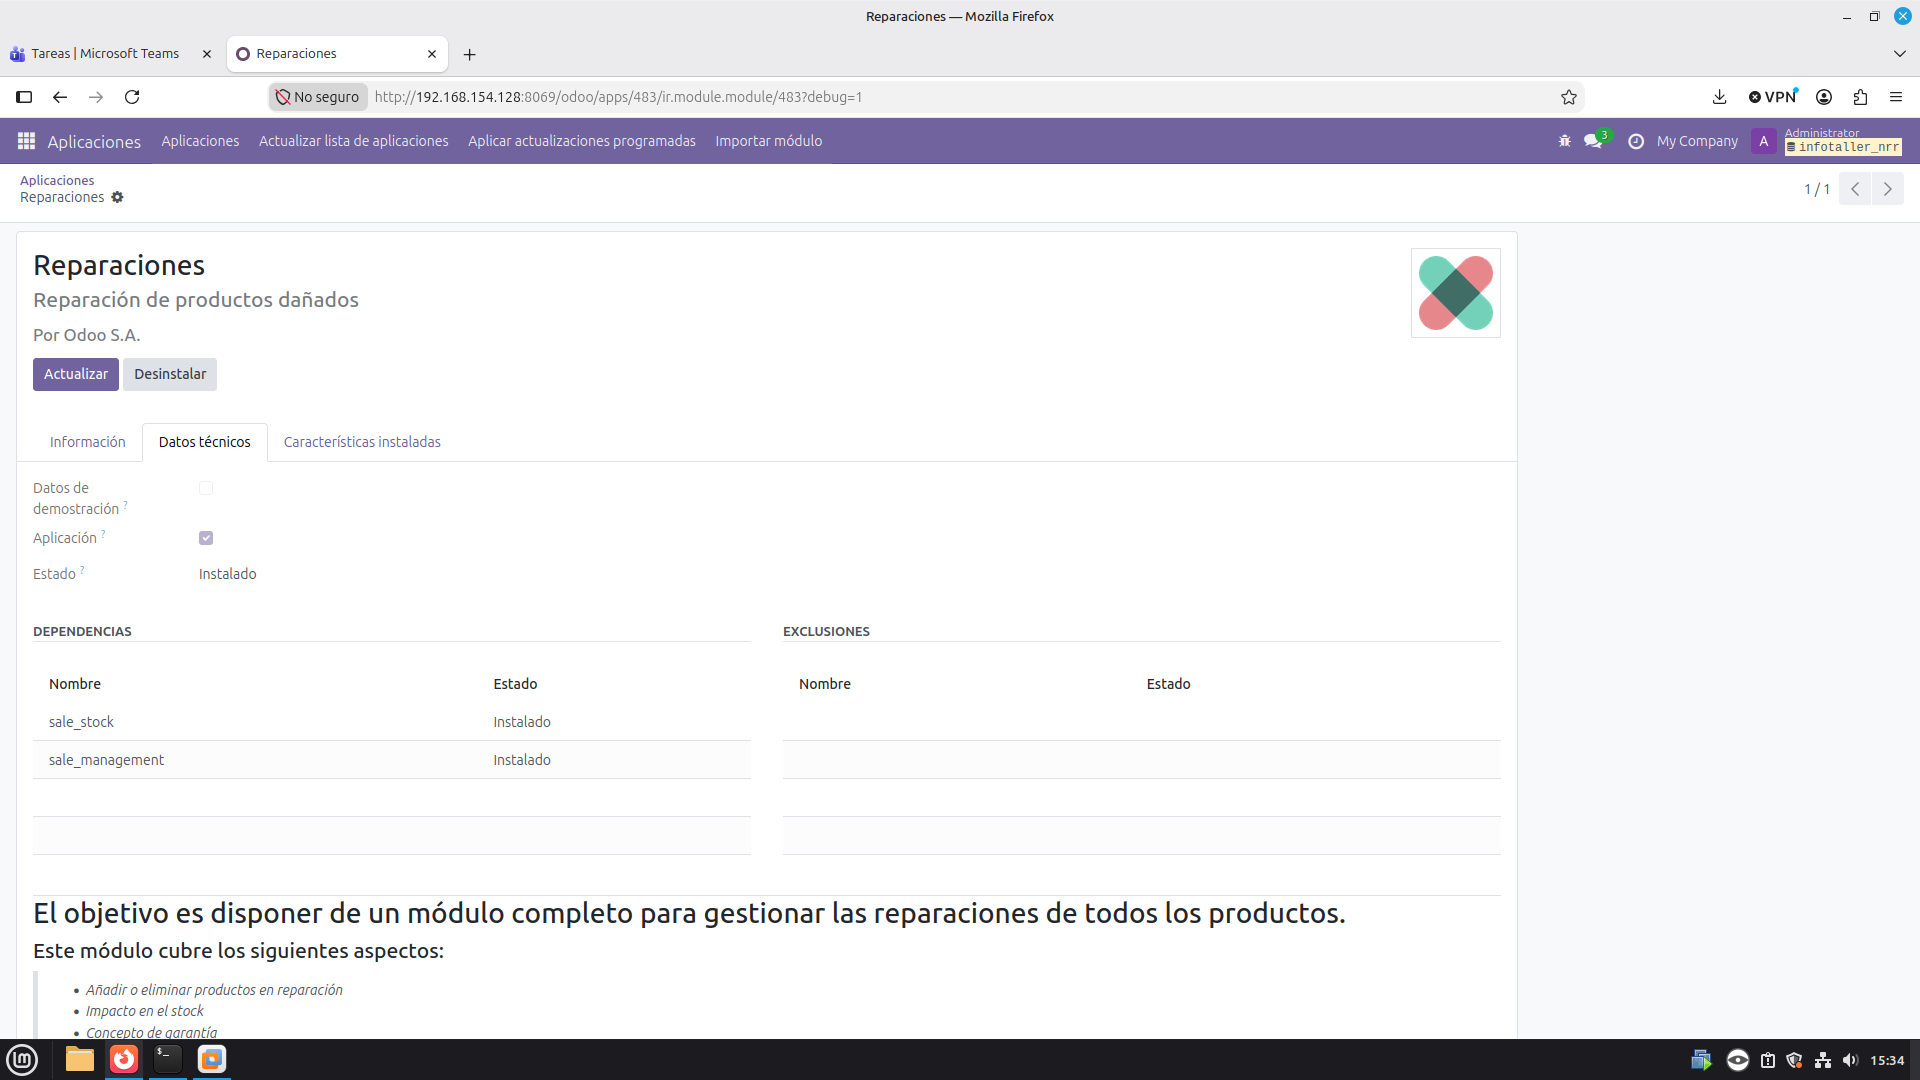 Reparaciones — Mozilla Firefox
Tareas | Microsoft Teams
Reparaciones
No seguro
http://192.168.154.128:8069/odoo/apps/483/ir.module.module/483?debug=1
VPN
Aplicaciones
Aplicaciones
Actualizar lista de aplicaciones
Aplicar actualizaciones programadas
Importar módulo
3
My Company
A
Administrator
infotaller_nrr
Aplicaciones
Reparaciones
1 / 1
Reparaciones
Reparación de productos dañados
Por Odoo S.A.
Actualizar
Desinstalar
Información
Datos técnicos
Características instaladas
Datos de
demostración ?
Aplicación ?
Estado ?
Instalado
DEPENDENCIAS
EXCLUSIONES
Nombre
Estado
Nombre
Estado
sale_stock
Instalado
sale_management
Instalado
El objetivo es disponer de un módulo completo para gestionar las reparaciones de todos los productos.
Este módulo cubre los siguientes aspectos:
Añadir o eliminar productos en reparación
Impacto en el stock
Concepto de garantía
15:34